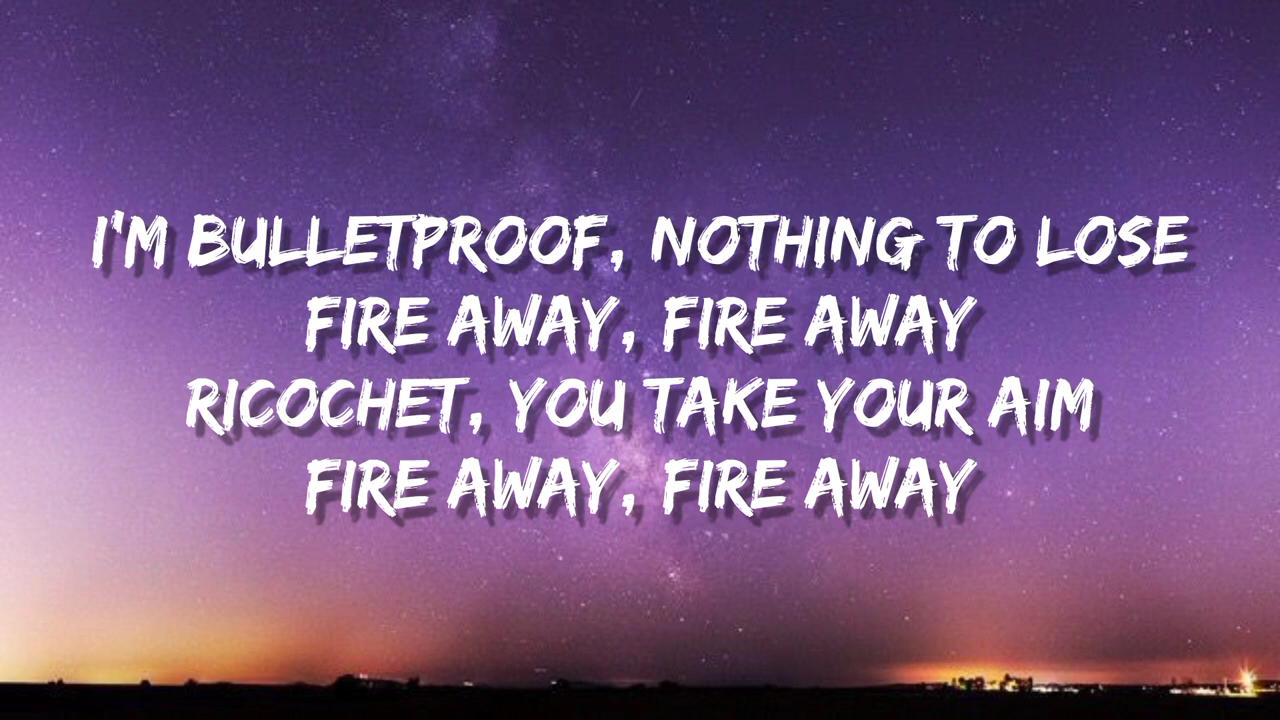 I'M BULLETPROOF, NOTHING TO LOSE
FIRE AWAY, FIRE AWAY
RICOCHET, YOU TAKE YOUR AIM
FIRE AWAY, FIRE AWAY